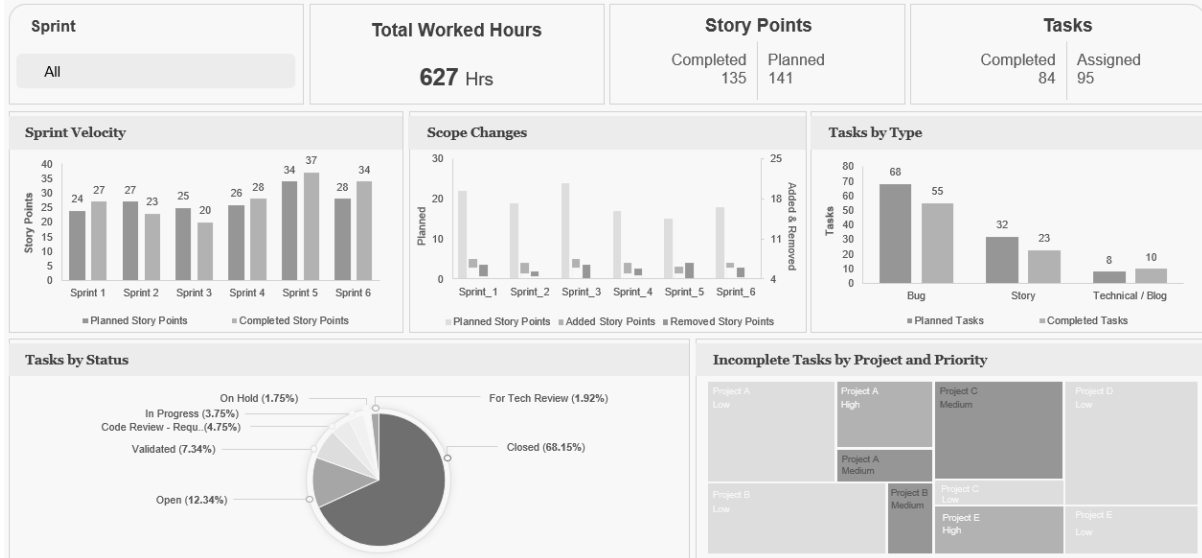 Sprint
All
Total Worked Hours
627 Hrs
Story Points
Completed Planned
135 141
Tasks
Completed Assigned
84 95
Sprint Velocity
Story Points
40
35
30
25
20
15
10
5
0
24 27 27 23 25 20 26 28 34 37 28 34
Sprint 1 Sprint 2 Sprint 3 Sprint 4 Sprint 5 Sprint 6
Planned Story Points Completed Story Points
Scope Changes
Planned
30
20
10
0
Added & Removed
25
18
11
4
Sprint_1 Sprint_2 Sprint_3 Sprint_4 Sprint_5 Sprint_6
Planned Story Points Added Story Points Removed Story Points
Tasks by Type
Tasks
80
70
60
50
40
30
20
10
0
68 55 32 23 8 10
Bug Story Technical / Blog
Planned Tasks Completed Tasks
Tasks by Status
On Hold (1.75%)
For Tech Review (1.92%)
In Progress (3.75%)
Code Review - Requ..(4.75%)
Validated (7.34%)
Closed (68.15%)
Open (12.34%)
Incomplete Tasks by Project and Priority
Project A
Low
Project A
High
Project A
Medium
Project B
Low
Project B
Medium
Project C
Medium
Project C
Low
Project E
High
Project D
Low
Project E
Low